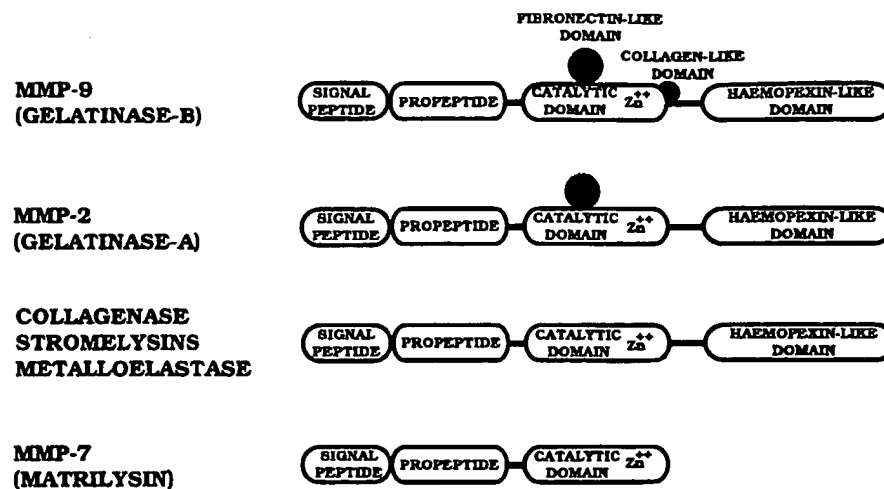 FIBRONECTIN-LIKE
DOMAIN
COLLAGEN-LIKE
DOMAIN
MMP-9
(GELATINASE-B)
SIGNAL
PEPTIDE
PROPEPTIDE
CATALYTIC
DOMAIN
Zn++
HAEMOPEXIN-LIKE
DOMAIN
MMP-2
(GELATINASE-A)
SIGNAL
PEPTIDE
PROPEPTIDE
CATALYTIC
DOMAIN
Zn++
HAEMOPEXIN-LIKE
DOMAIN
COLLAGENASE
STROMELYSINS
METALLOELASTASE
SIGNAL
PEPTIDE
PROPEPTIDE
CATALYTIC
DOMAIN
Zn++
HAEMOPEXIN-LIKE
DOMAIN
MMP-7
(MATRILYSIN)
SIGNAL
PEPTIDE
PROPEPTIDE
CATALYTIC
DOMAIN
Zn++